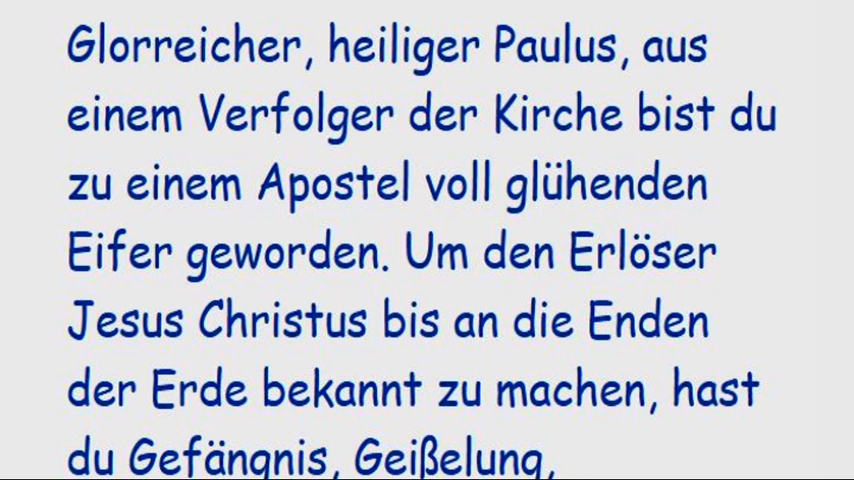 Glorreicher, heiliger Paulus, aus
einem Verfolger der Kirche bist du
zu einem Apostel voll glühenden
Eifer geworden. Um den Erlöser
Jesus Christus bis an die Enden
der Erde bekannt zu machen, hast
du Gefängnis, Geißelung,